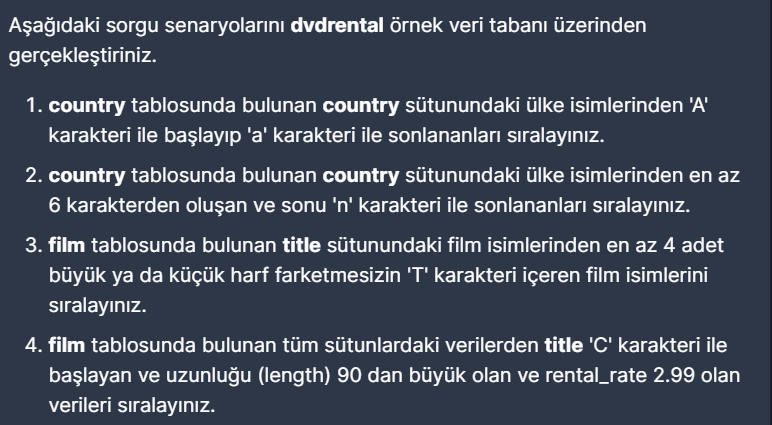 Aşağıdaki sorgu senaryolarını dvdrental örnek veri tabanı üzerinden
gerçekleştiriniz.
1. country tablosunda bulunan country sütunundaki ülke isimlerinden 'A'
karakteri ile başlayıp 'a' karakteri ile sonlananları sıralayınız.
2. country tablosunda bulunan country sütunundaki ülke isimlerinden en az
6 karakterden oluşan ve sonu 'n' karakteri ile sonlananları sıralayınız.
3. film tablosunda bulunan title sütunundaki film isimlerinden en az 4 adet
büyük ya da küçük harf farketmesizin 'T' karakteri içeren film isimlerini
sıralayınız.
4. film tablosunda bulunan tüm sütunlardaki verilerden title 'C' karakteri ile
başlayan ve uzunluğu (length) 90 dan büyük olan ve rental_rate 2.99 olan
verileri sıralayınız.